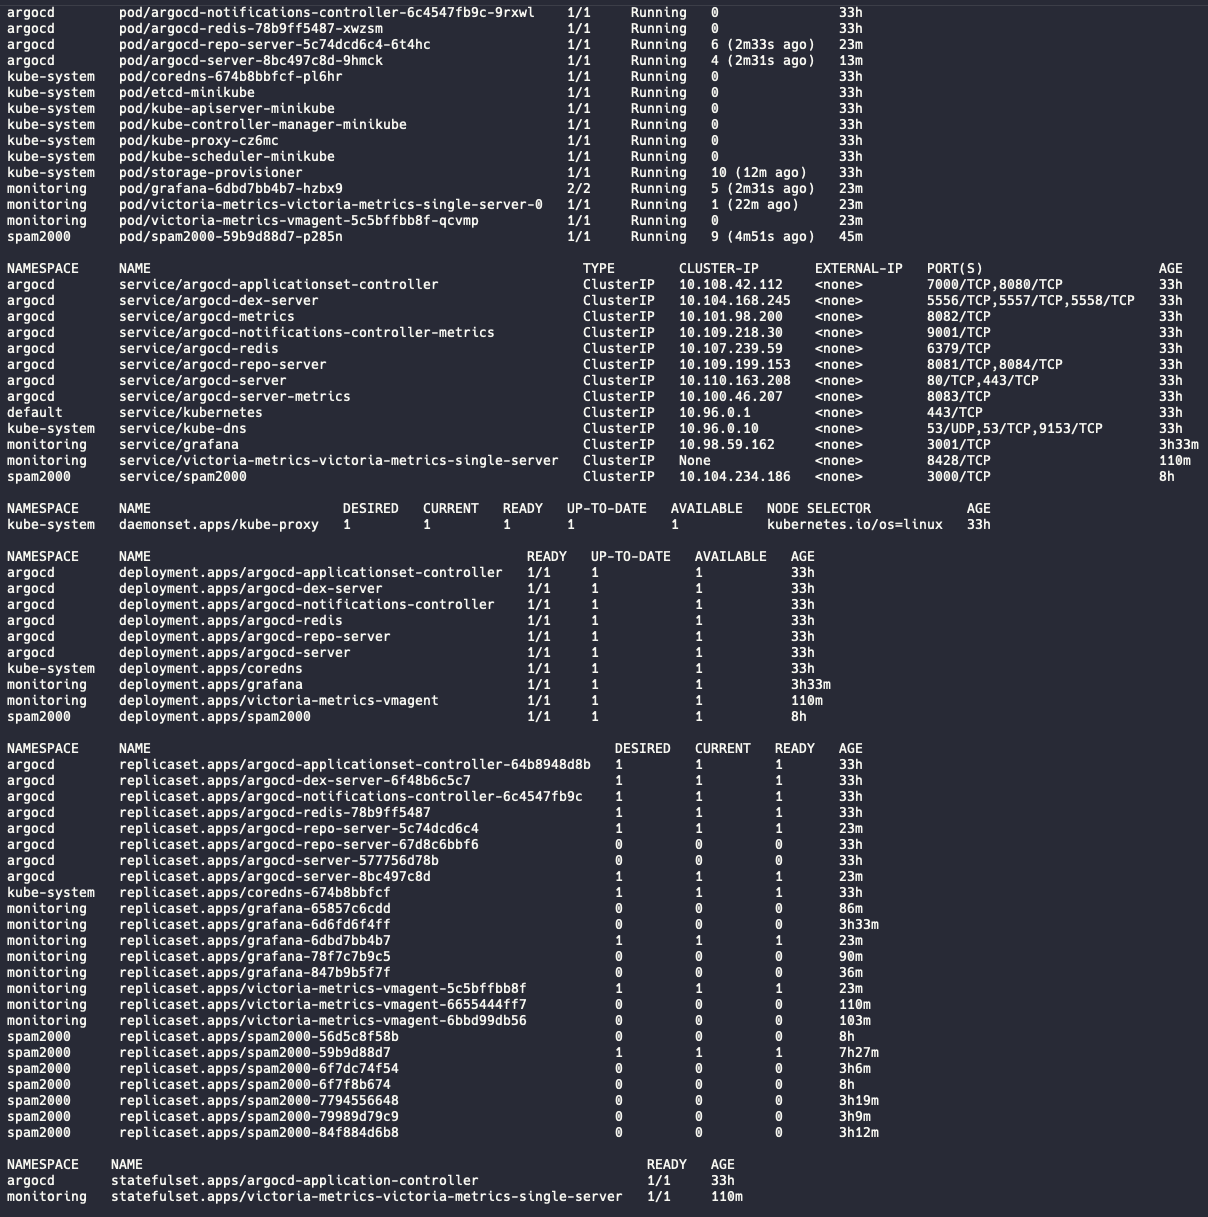 argocd pod/argocd-notifications-controller-6c4547fb9c-9rxwl 1/1 Running 0 33h
argocd pod/argocd-redis-78b9ff5487-xwzsm 1/1 Running 0 33h
argocd pod/argocd-repo-server-5c74dcd6c4-6t4hc 1/1 Running 6 (2m33s ago) 23m
argocd pod/argocd-server-8bc497c8d-9hmck 1/1 Running 4 (2m31s ago) 13m
kube-system pod/coredns-674b8bbfcf-pl6hr 1/1 Running 0 33h
kube-system pod/etcd-minikube 1/1 Running 0 33h
kube-system pod/kube-apiserver-minikube 1/1 Running 0 33h
kube-system pod/kube-controller-manager-minikube 1/1 Running 0 33h
kube-system pod/kube-proxy-cz6mc 1/1 Running 0 33h
kube-system pod/kube-scheduler-minikube 1/1 Running 0 33h
kube-system pod/storage-provisioner 1/1 Running 10 (12m ago) 33h
monitoring pod/grafana-6dbd7bb4b7-hzbx9 2/2 Running 5 (2m31s ago) 23m
monitoring pod/victoria-metrics-victoria-metrics-single-server-0 1/1 Running 1 (22m ago) 23m
monitoring pod/victoria-metrics-vmagent-5c5bffbb8f-qcvmp 1/1 Running 0 23m
spam2000 pod/spam2000-59b9d88d7-p285n 1/1 Running 9 (4m51s ago) 45m
NAMESPACE NAME TYPE CLUSTER-IP EXTERNAL-IP PORT(S) AGE
argocd service/argocd-applicationset-controller ClusterIP 10.108.42.112 <none> 7000/TCP,8080/TCP 33h
argocd service/argocd-dex-server ClusterIP 10.104.168.245 <none> 5556/TCP,5557/TCP,5558/TCP 33h
argocd service/argocd-metrics ClusterIP 10.101.98.200 <none> 8082/TCP 33h
argocd service/argocd-notifications-controller-metrics ClusterIP 10.109.218.30 <none> 9001/TCP 33h
argocd service/argocd-redis ClusterIP 10.107.239.59 <none> 6379/TCP 33h
argocd service/argocd-repo-server ClusterIP 10.109.199.153 <none> 8081/TCP,8084/TCP 33h
argocd service/argocd-server ClusterIP 10.110.163.208 <none> 80/TCP,443/TCP 33h
argocd service/argocd-server-metrics ClusterIP 10.100.46.207 <none> 8083/TCP 33h
default service/kubernetes ClusterIP 10.96.0.1 <none> 443/TCP 33h
kube-system service/kube-dns ClusterIP 10.96.0.10 <none> 53/UDP,53/TCP,9153/TCP 33h
monitoring service/grafana ClusterIP 10.98.59.162 <none> 3001/TCP 3h33m
monitoring service/victoria-metrics-victoria-metrics-single-server ClusterIP None <none> 8428/TCP 110m
spam2000 service/spam2000 ClusterIP 10.104.234.186 <none> 3000/TCP 8h
NAMESPACE NAME DESIRED CURRENT READY UP-TO-DATE AVAILABLE NODE SELECTOR AGE
kube-system daemonset.apps/kube-proxy 1 1 1 1 1 kubernetes.io/os=linux 33h
NAMESPACE NAME READY UP-TO-DATE AVAILABLE AGE
argocd deployment.apps/argocd-applicationset-controller 1/1 1 1 33h
argocd deployment.apps/argocd-dex-server 1/1 1 1 33h
argocd deployment.apps/argocd-notifications-controller 1/1 1 1 33h
argocd deployment.apps/argocd-redis 1/1 1 1 33h
argocd deployment.apps/argocd-repo-server 1/1 1 1 33h
argocd deployment.apps/argocd-server 1/1 1 1 33h
kube-system deployment.apps/coredns 1/1 1 1 33h
monitoring deployment.apps/grafana 1/1 1 1 3h33m
monitoring deployment.apps/victoria-metrics-vmagent 1/1 1 1 110m
spam2000 deployment.apps/spam2000 1/1 1 1 8h
NAMESPACE NAME DESIRED CURRENT READY AGE
argocd replicaset.apps/argocd-applicationset-controller-64b8948d8b 1 1 1 33h
argocd replicaset.apps/argocd-dex-server-6f48b6c5c7 1 1 1 33h
argocd replicaset.apps/argocd-notifications-controller-6c4547fb9c 1 1 1 33h
argocd replicaset.apps/argocd-redis-78b9ff5487 1 1 1 33h
argocd replicaset.apps/argocd-repo-server-5c74dcd6c4 1 1 1 23m
argocd replicaset.apps/argocd-repo-server-67d8c6bbf6 0 0 0 33h
argocd replicaset.apps/argocd-server-577756d78b 0 0 0 33h
argocd replicaset.apps/argocd-server-8bc497c8d 1 1 1 23m
kube-system replicaset.apps/coredns-674b8bbfcf 1 1 1 33h
monitoring replicaset.apps/grafana-65857c6cdd 0 0 0 86m
monitoring replicaset.apps/grafana-6d6fd6f4ff 0 0 0 3h33m
monitoring replicaset.apps/grafana-6dbd7bb4b7 1 1 1 23m
monitoring replicaset.apps/grafana-78f7c7b9c5 0 0 0 90m
monitoring replicaset.apps/grafana-847b9b5f7f 0 0 0 36m
monitoring replicaset.apps/victoria-metrics-vmagent-5c5bffbb8f 1 1 1 23m
monitoring replicaset.apps/victoria-metrics-vmagent-6655444ff7 0 0 0 110m
monitoring replicaset.apps/victoria-metrics-vmagent-6bbd99db56 0 0 0 103m
spam2000 replicaset.apps/spam2000-56d5c8f58b 0 0 0 8h
spam2000 replicaset.apps/spam2000-59b9d88d7 1 1 1 7h27m
spam2000 replicaset.apps/spam2000-6f7dc74f54 0 0 0 3h6m
spam2000 replicaset.apps/spam2000-6f7f8b674 0 0 0 8h
spam2000 replicaset.apps/spam2000-7794556648 0 0 0 3h19m
spam2000 replicaset.apps/spam2000-79989d79c9 0 0 0 3h9m
spam2000 replicaset.apps/spam2000-84f884d6b8 0 0 0 3h12m
NAMESPACE NAME READY AGE
argocd statefulset.apps/argocd-application-controller 1/1 33h
monitoring statefulset.apps/victoria-metrics-victoria-metrics-single-server 1/1 110m